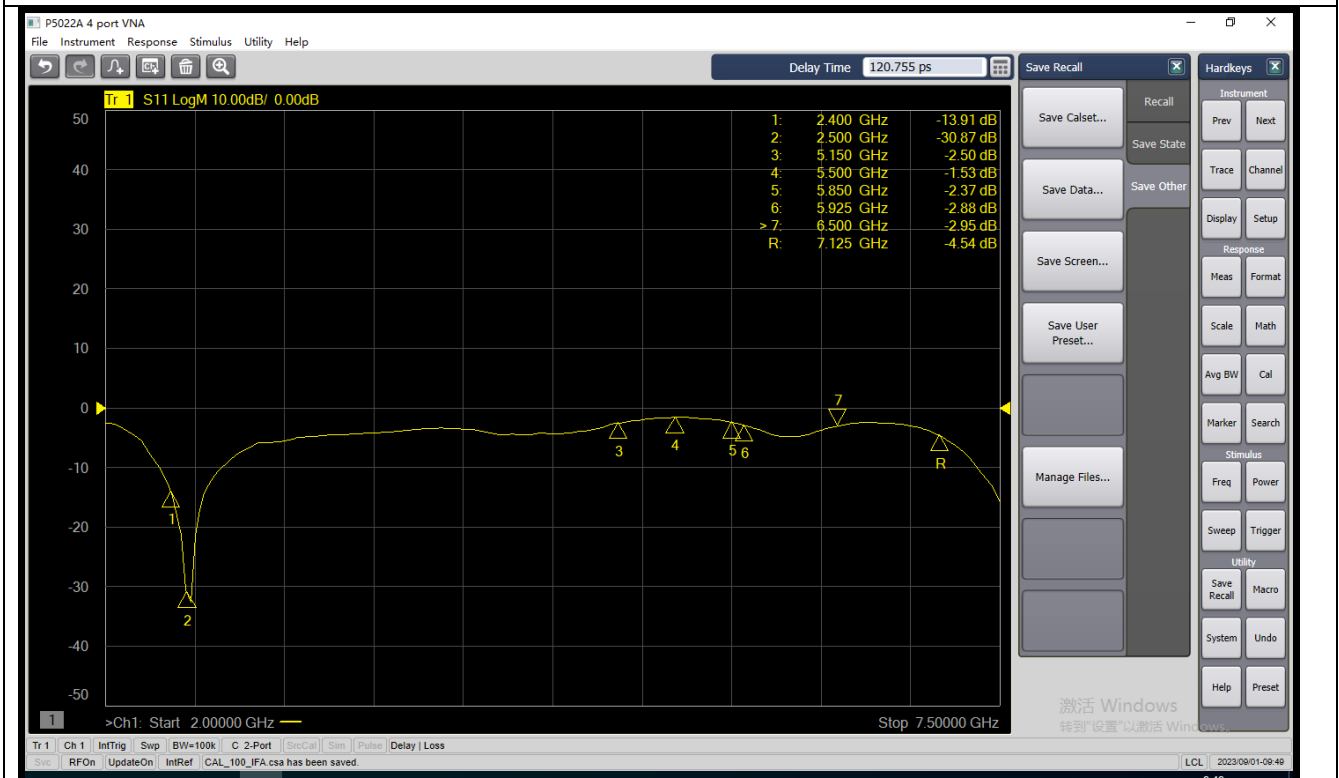 P5022A 4 port VNA
File Instrument Response Stimulus Utility Help
Delay Time 120.755 ps
Save Recall
Hardkeys
Tr 1 S11 LogM 10.00dB/ 0.00dB
50
40
30
20
10
0
-10
-20
-30
-40
-50
1: 2.400 GHz -13.91 dB
2: 2.500 GHz -30.87 dB
3: 5.150 GHz -2.50 dB
4: 5.500 GHz -1.53 dB
5: 5.850 GHz -2.37 dB
6: 5.925 GHz -2.88 dB
> 7: 6.500 GHz -2.95 dB
R: 7.125 GHz -4.54 dB
1
2
3
4
5
6
7
R
1
>Ch1: Start 2.00000 GHz
Stop 7.50000 GHz
Save Calset...
Save Data...
Save Screen...
Save User
Preset...
Manage Files...
Recall
Save State
Save Other
Instrument
Prev Next
Trace Channel
Display Setup
Response
Meas Format
Scale Math
Avg BW Cal
Marker Search
Stimulus
Freq Power
Sweep Trigger
Utility
Save
Recall Macro
System Undo
Help Preset
激活 Windows
转到"设置"以激活 Windows。
Tr 1 Ch 1 IntTrig Swp BW=100k C 2-Port SrcCal Sim Pulse Delay | Loss
Svc RFOn UpdateOn IntRef CAL_100_IFA.csa has been saved.
LCL 2023/09/01-09:49